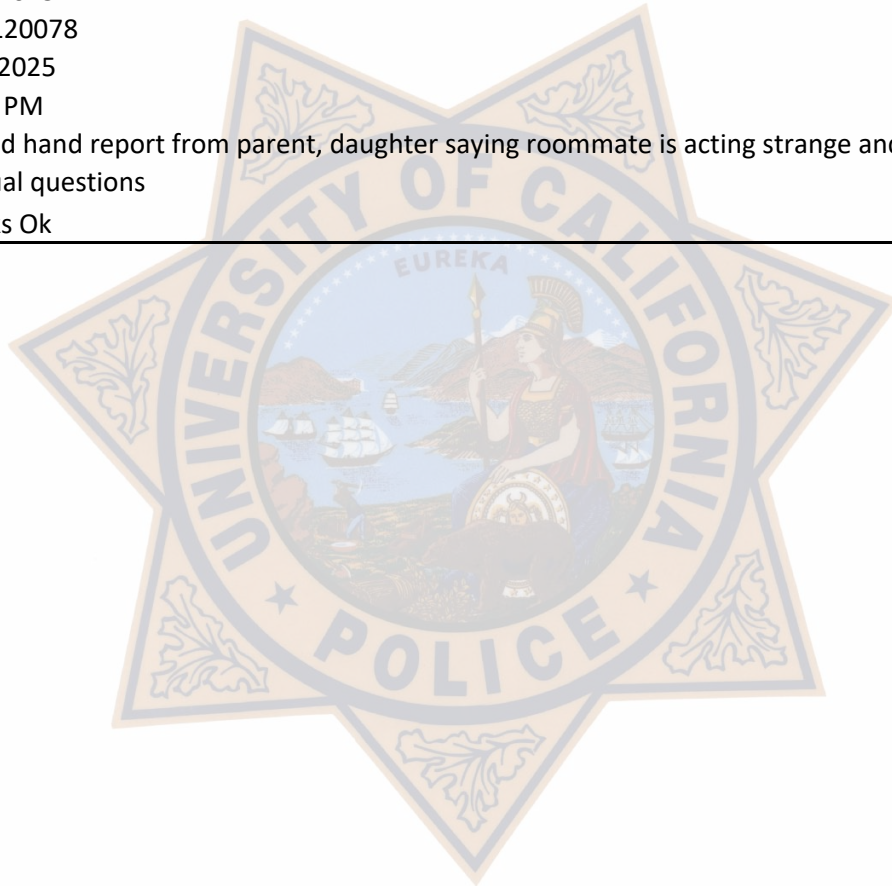 120078
2025
PM
d hand report from parent, daughter saying roommate is acting strange and
ual questions
s Ok
EUREKA
UNIVERSITY OF CALIFORNIA
POLICE